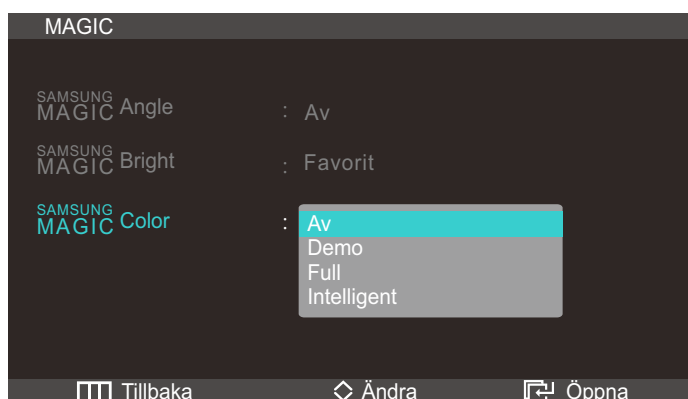 MAGIC
SAMSUNG
MAGIC Angle : Av
SAMSUNG
MAGIC Bright : Favorit
SAMSUNG
MAGIC Color : Av
Demo
Full
Intelligent
Tillbaka Ändra Öppna